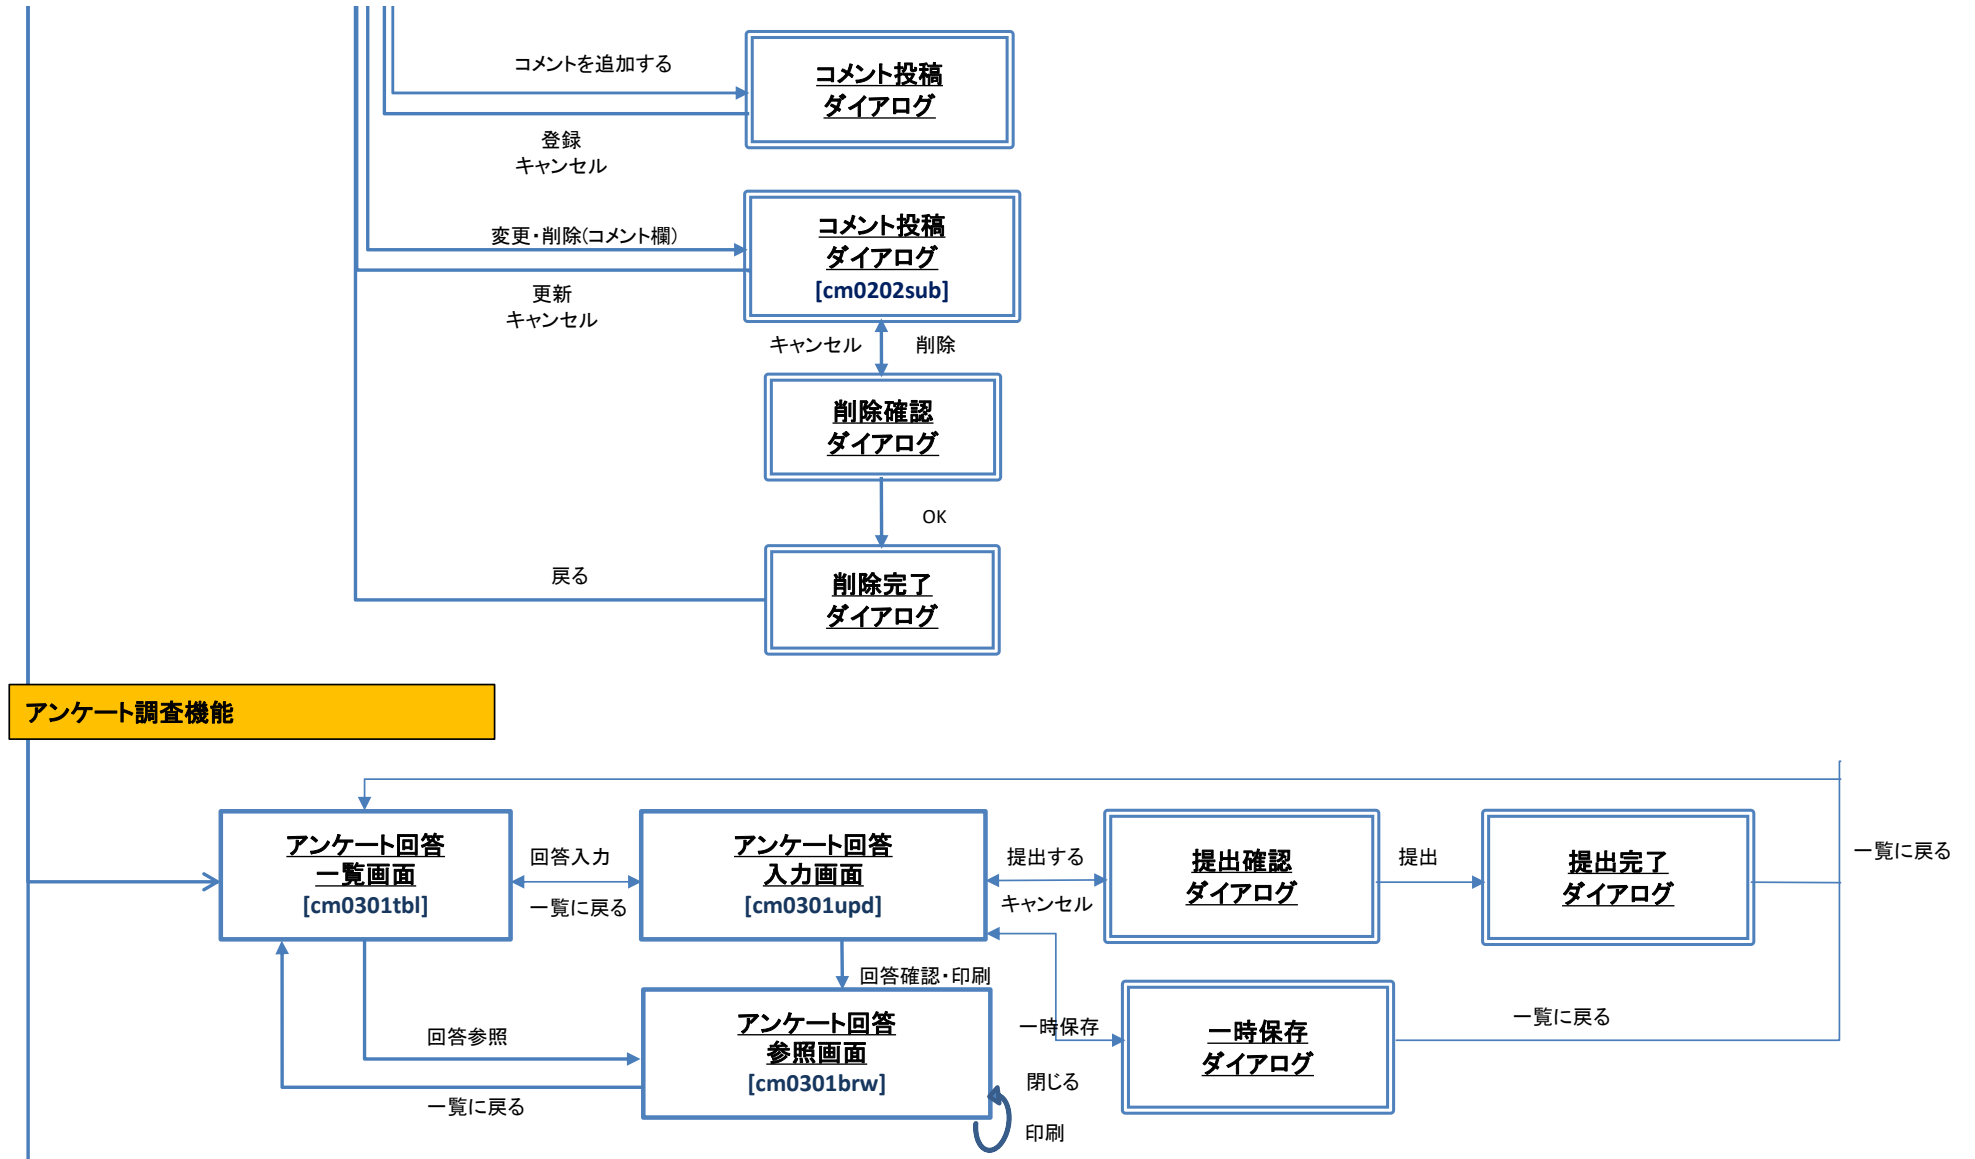 コメントを追加する
コメント投稿
ダイアログ
登録
キャンセル
変更・削除(コメント欄)
コメント投稿
ダイアログ
[cm0202sub]
更新
キャンセル
キャンセル
削除
削除確認
ダイアログ
OK
戻る
削除完了
ダイアログ
アンケート調査機能
アンケート回答
一覧画面
[cm0301tbl]
回答入力
一覧に戻る
アンケート回答
入力画面
[cm0301upd]
提出する
キャンセル
提出確認
ダイアログ
提出
提出完了
ダイアログ
一覧に戻る
回答確認・印刷
回答参照
一覧に戻る
アンケート回答
参照画面
[cm0301brw]
一時保存
閉じる
印刷
一時保存
ダイアログ
一覧に戻る